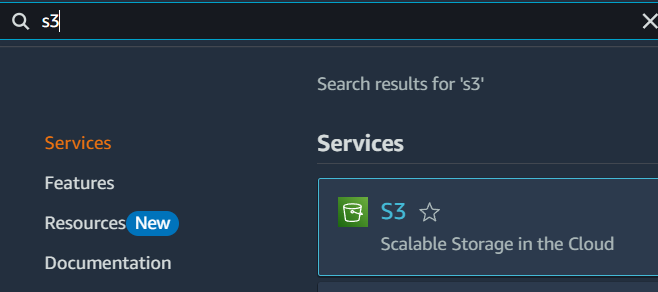 s3
Search results for 's3'
Services
Features
Resources New
Documentation
Services
S3
Scalable Storage in the Cloud